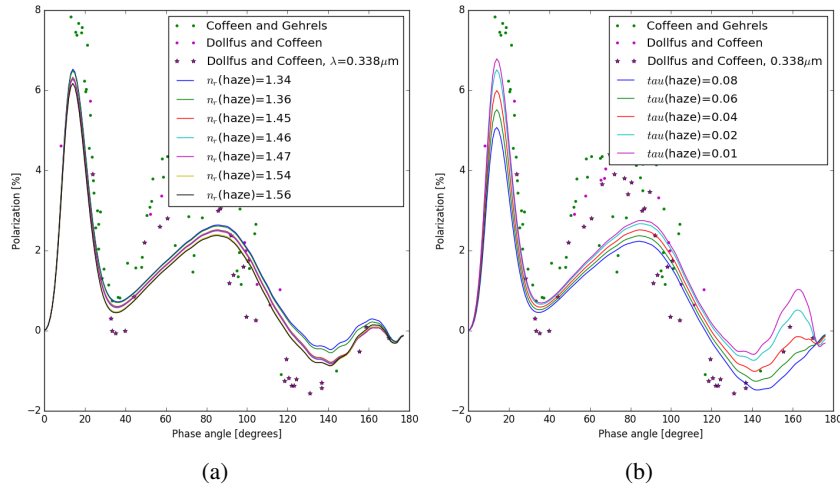 8
6
4
2
0
−2
0 20 40 60 80 100 120 140 160 180
Polarization [%]
Phase angle [degrees]
Coffeen and Gehrels
Dollfus and Coffeen
Dollfus and Coffeen, λ=0.338μm
n_r(haze)=1.34
n_r(haze)=1.36
n_r(haze)=1.45
n_r(haze)=1.46
n_r(haze)=1.47
n_r(haze)=1.54
n_r(haze)=1.56
(a)
8
6
4
2
0
−2
0 20 40 60 80 100 120 140 160 180
Polarization [%]
Phase angle [degree]
Coffeen and Gehrels
Dollfus and Coffeen
Dollfus and Coffeen, 0.338μm
tau(haze)=0.08
tau(haze)=0.06
tau(haze)=0.04
tau(haze)=0.02
tau(haze)=0.01
(b)